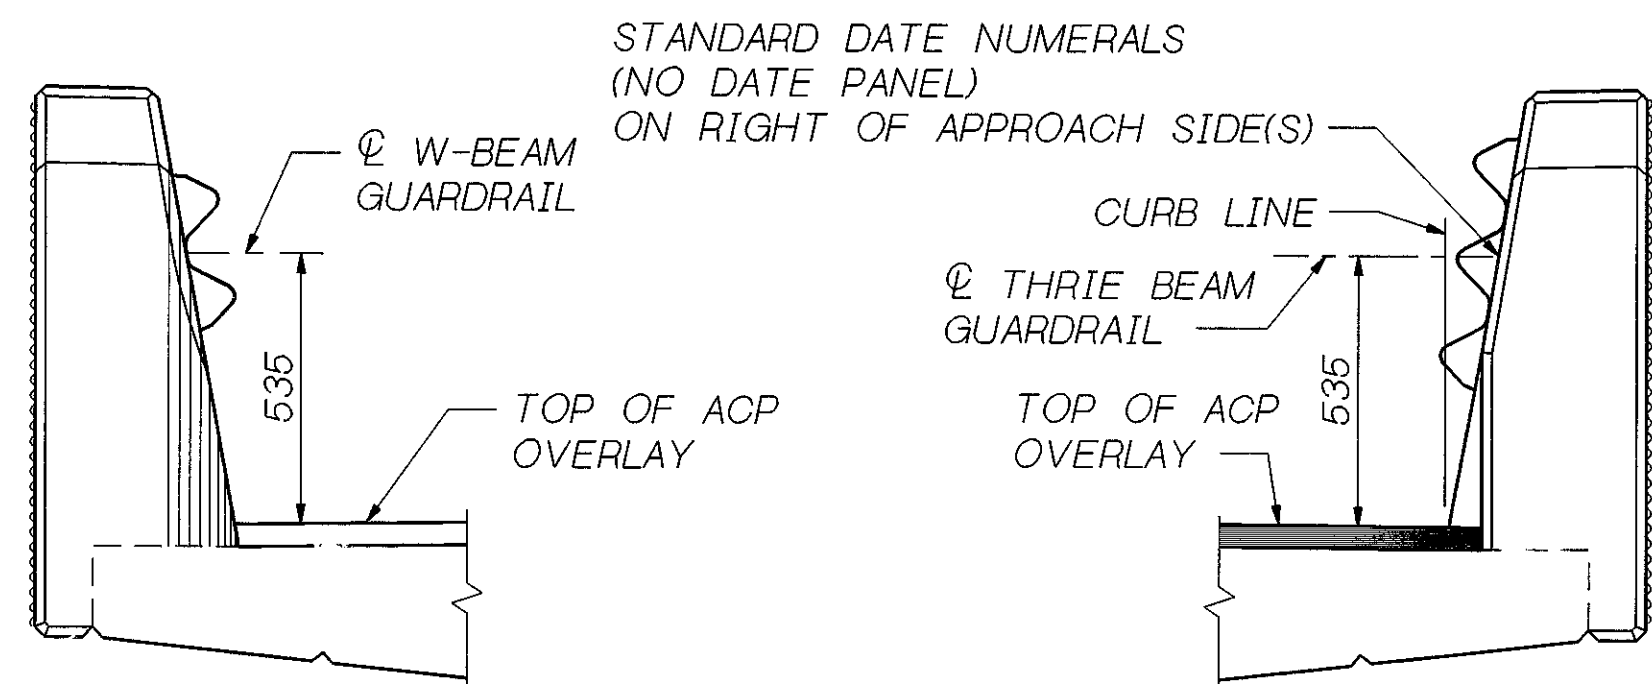 STANDARD DATE NUMERALS
(NO DATE PANEL)
ON RIGHT OF APPROACH SIDE(S)
℄ W-BEAM
GUARDRAIL
CURB LINE
℄ THRIE BEAM
GUARDRAIL
535
535
TOP OF ACP
OVERLAY
TOP OF ACP
OVERLAY